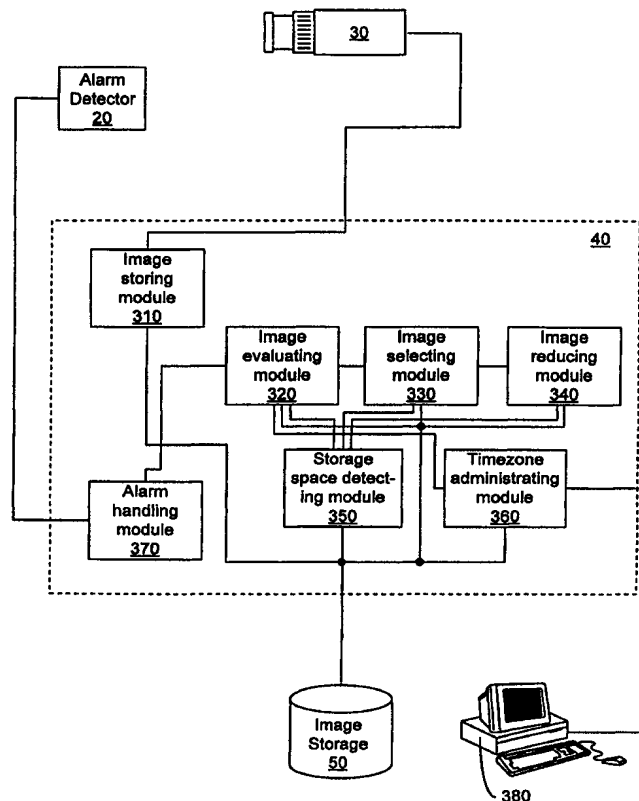 30
Alarm
Detector
20
40
Image
storing
module
310
Image
evaluating
module
320
Image
selecting
module
330
Image
reducing
module
340
Storage
space detect-
ing module
350
Timezone
administrating
module
360
Alarm
handling
module
370
Image
Storage
50
380